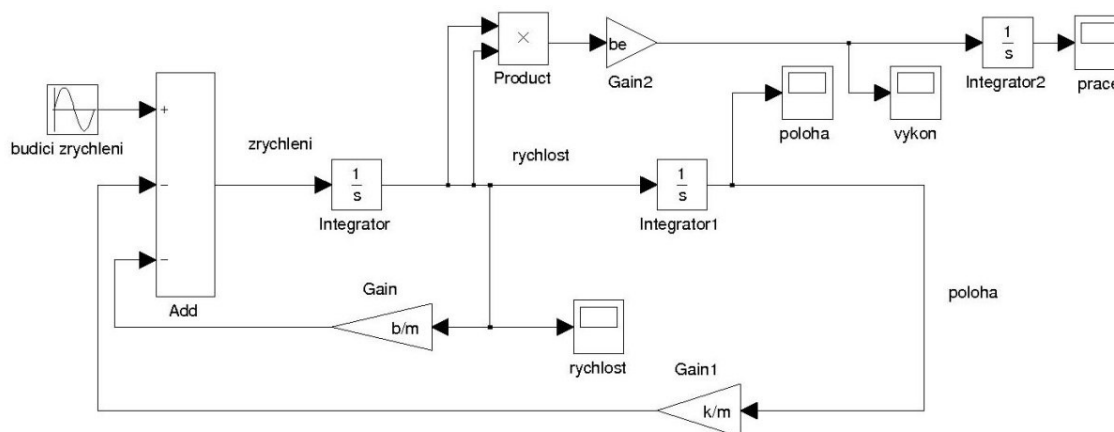 ×
Product
be
Gain2
1
s
Integrator2
prace
poloha
vykon
budici zrychleni
+
−
−
Add
zrychleni
1
s
Integrator
rychlost
1
s
Integrator1
poloha
Gain
b/m
rychlost
Gain1
k/m